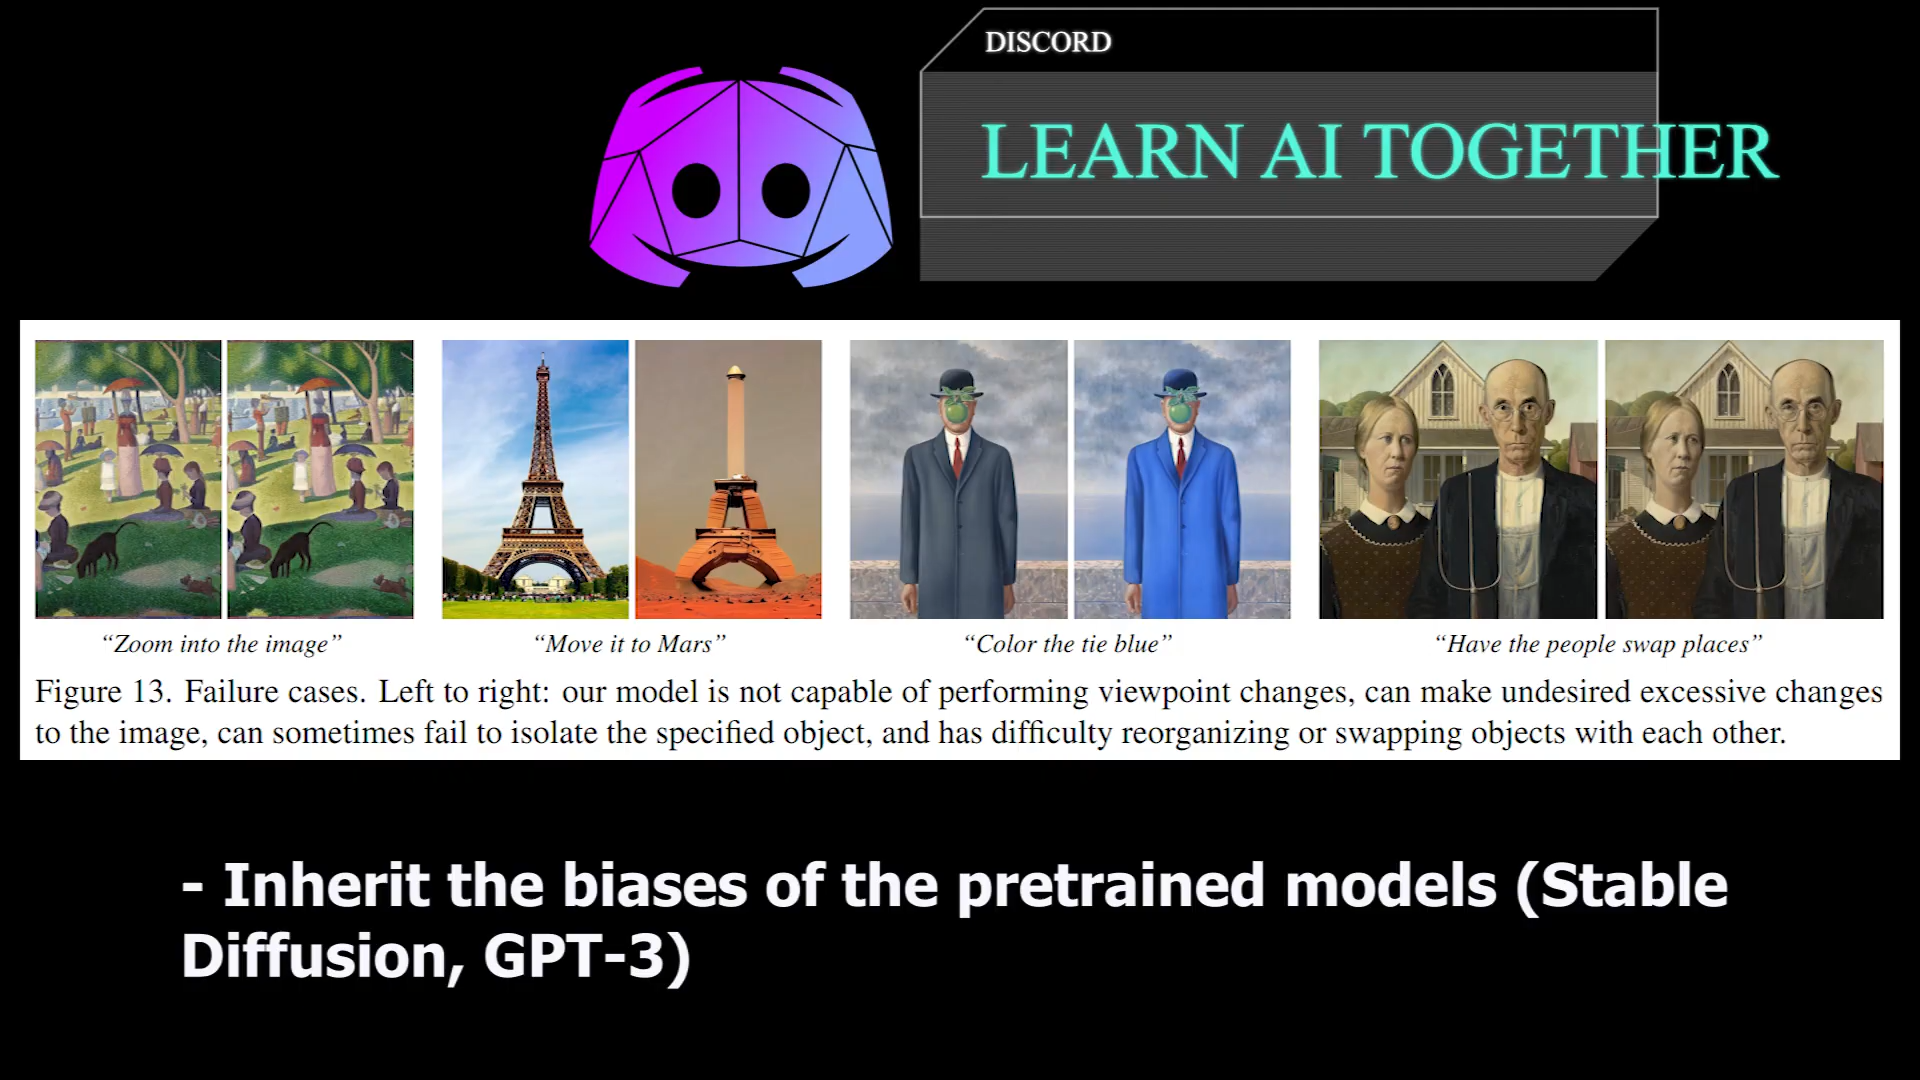 DISCORD
LEARN AI TOGETHER
“Zoom into the image”
“Move it to Mars”
“Color the tie blue”
“Have the people swap places”
Figure 13. Failure cases. Left to right: our model is not capable of performing viewpoint changes, can make undesired excessive changes
to the image, can sometimes fail to isolate the specified object, and has difficulty reorganizing or swapping objects with each other.
- Inherit the biases of the pretrained models (Stable
Diffusion, GPT-3)